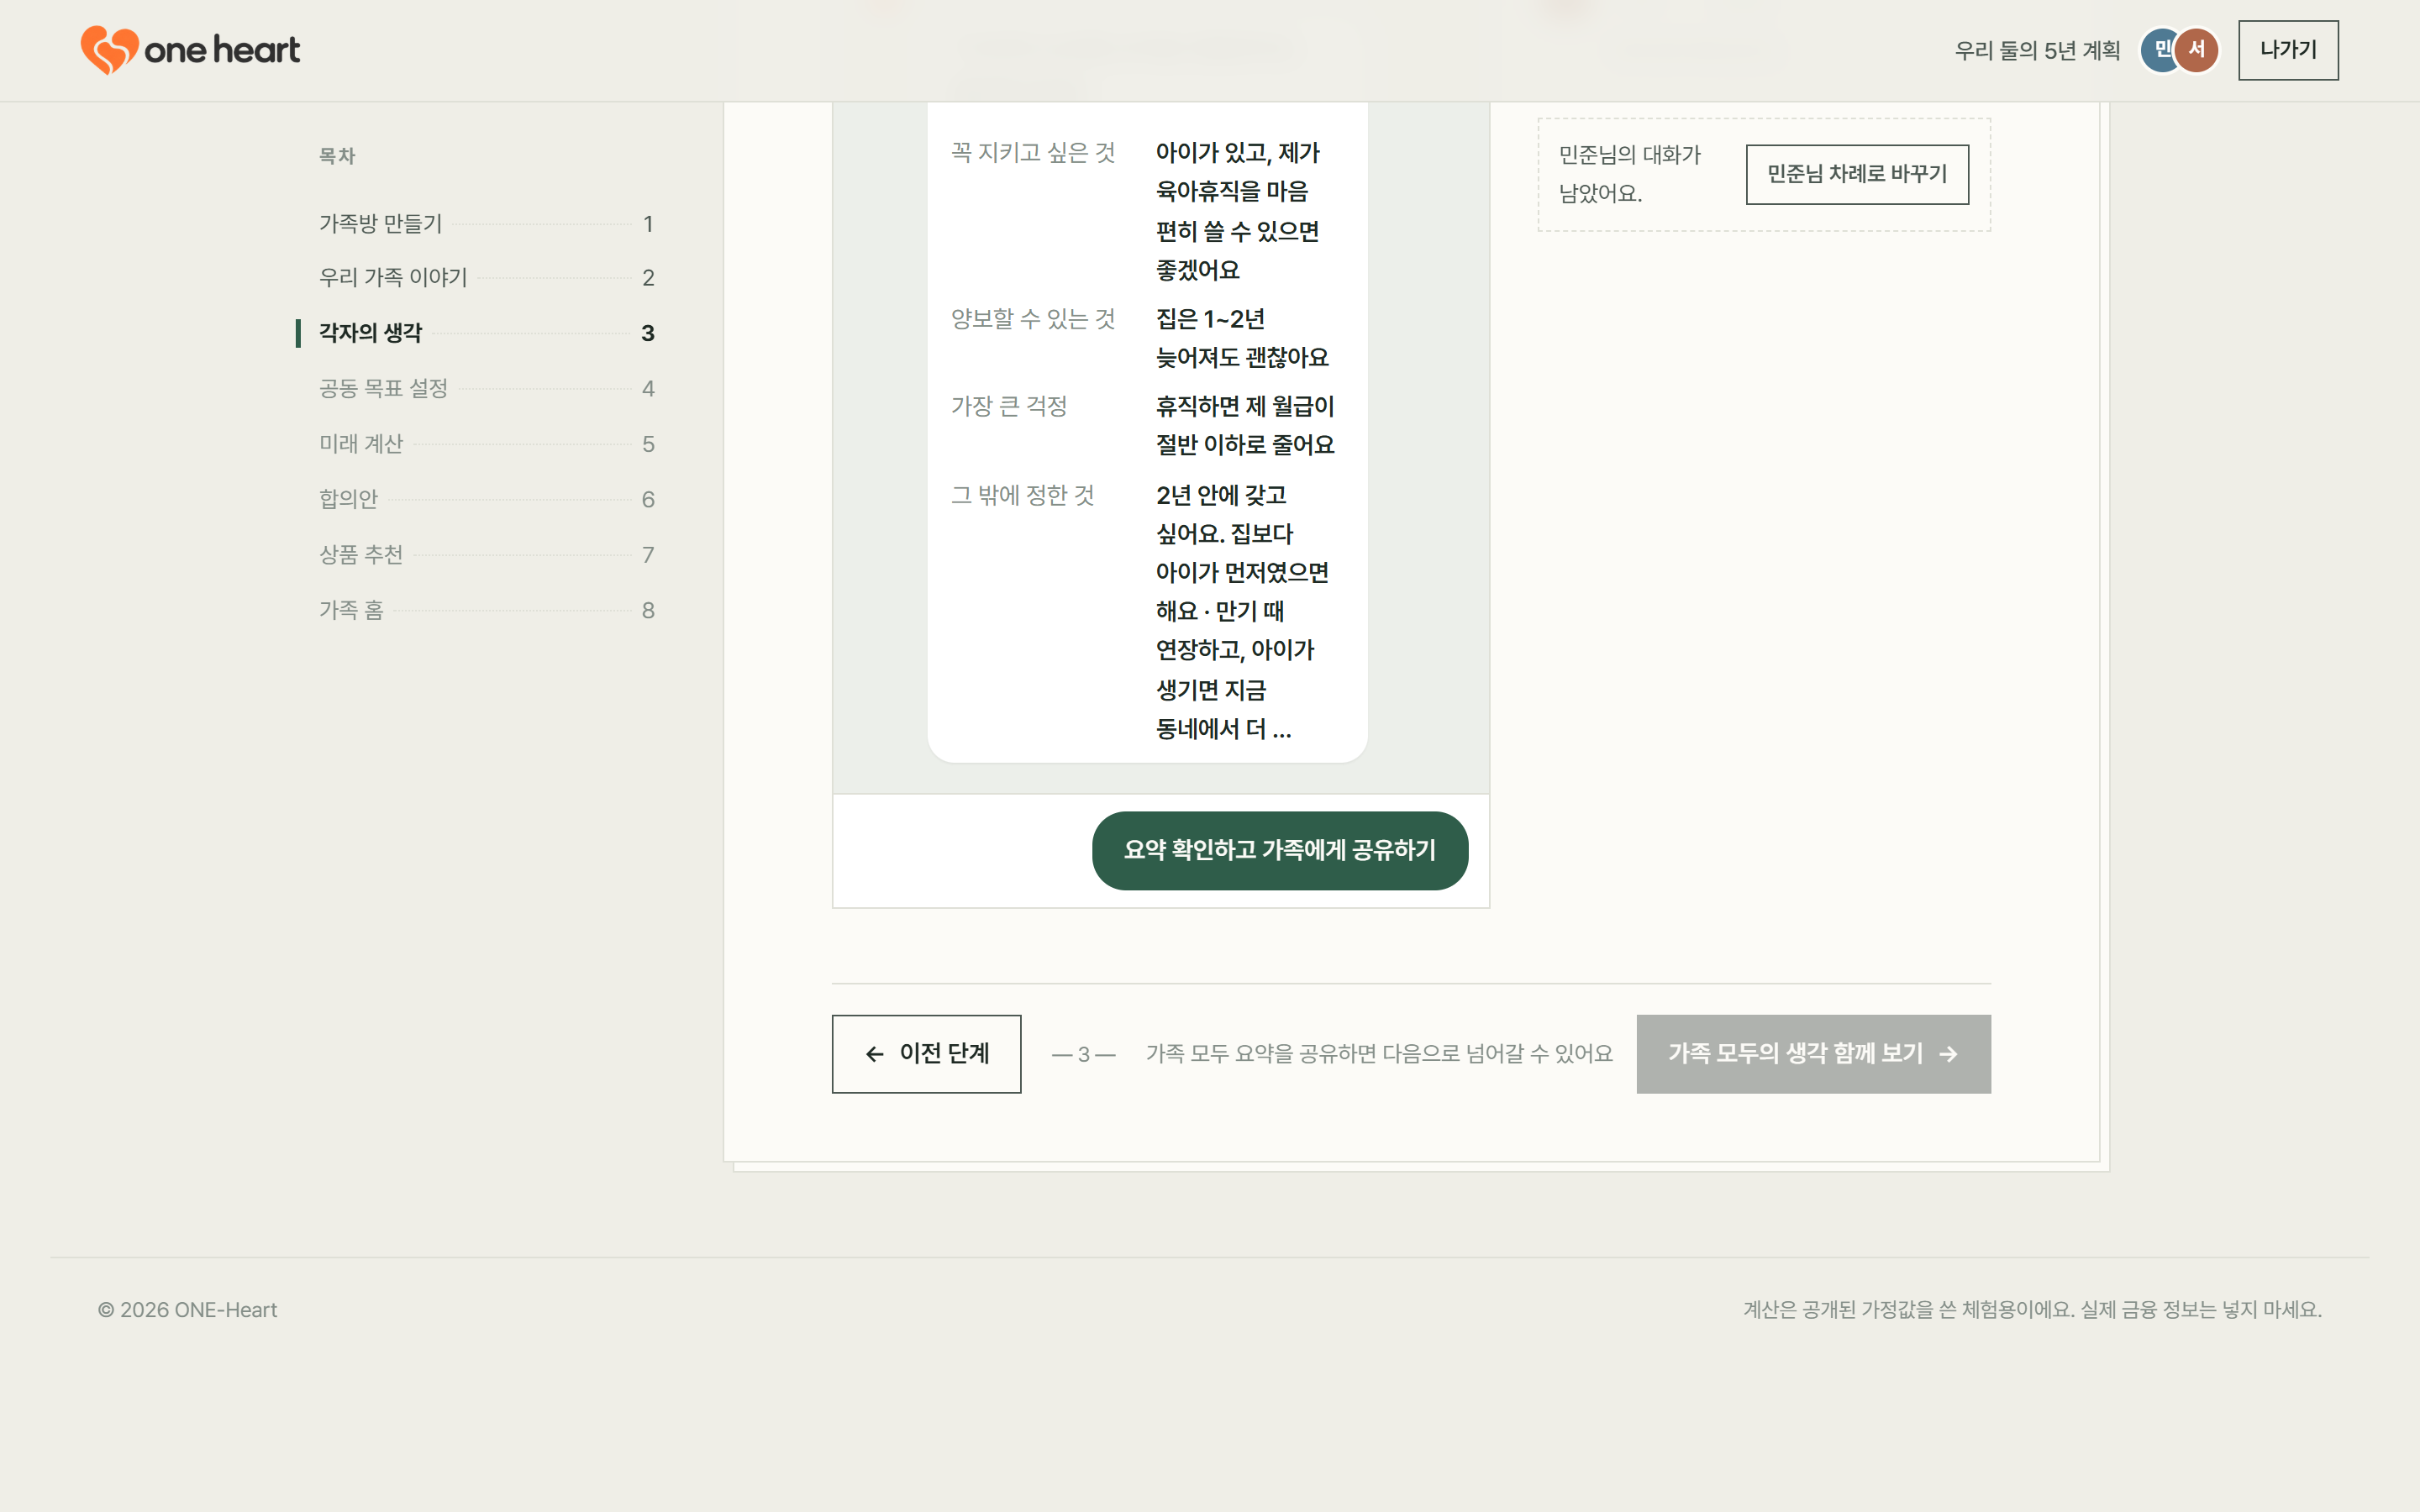 one heart
우리 둘의 5년 계획
민
서
나가기
목차
가족방 만들기 1
우리 가족 이야기 2
각자의 생각 3
공동 목표 설정 4
미래 계산 5
합의안 6
상품 추천 7
가족 홈 8
꼭 지키고 싶은 것
아이가 있고, 제가
육아휴직을 마음
편히 쓸 수 있으면
좋겠어요
양보할 수 있는 것
집은 1~2년
늦어져도 괜찮아요
가장 큰 걱정
휴직하면 제 월급이
절반 이하로 줄어요
그 밖에 정한 것
2년 안에 갖고
싶어요. 집보다
아이가 먼저였으면
해요 · 만기 때
연장하고, 아이가
생기면 지금
동네에서 더 ...
요약 확인하고 가족에게 공유하기
민준님의 대화가
남았어요.
민준님 차례로 바꾸기
← 이전 단계
— 3 —
가족 모두 요약을 공유하면 다음으로 넘어갈 수 있어요
가족 모두의 생각 함께 보기 →
© 2026 ONE-Heart
계산은 공개된 가정값을 쓴 체험용이에요. 실제 금융 정보는 넣지 마세요.